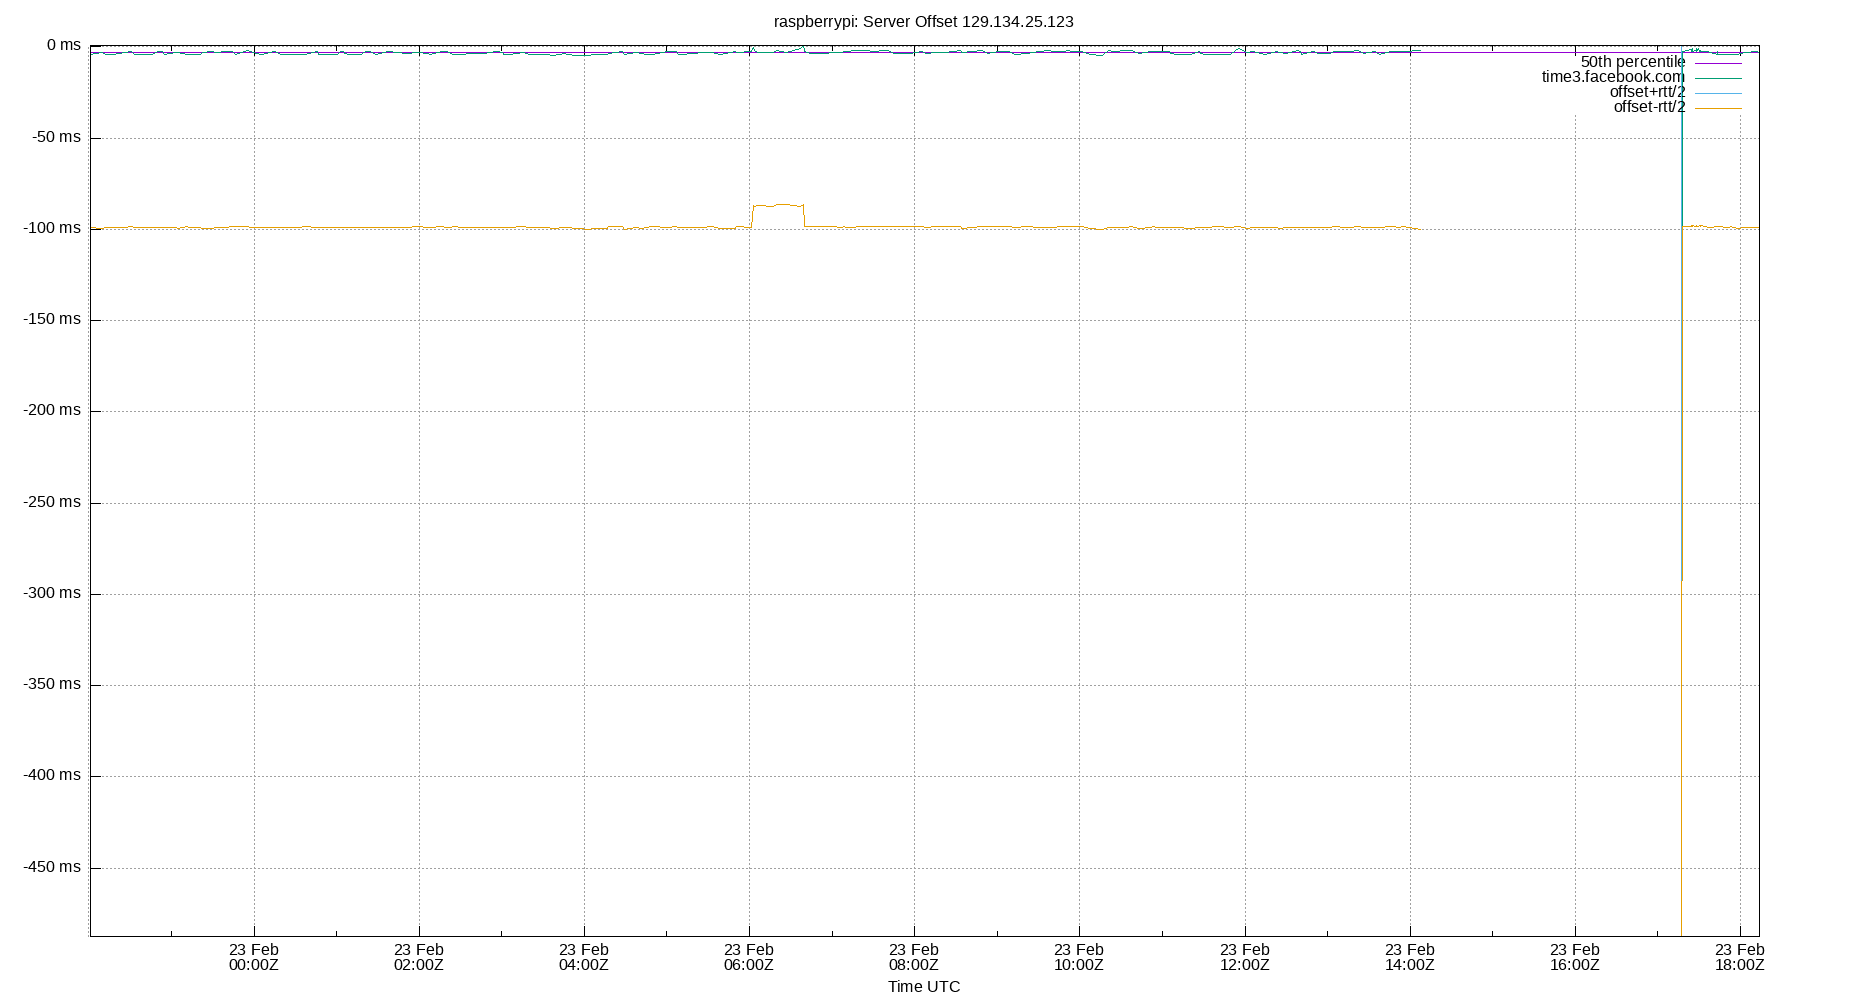 raspberrypi: Server Offset 129.134.25.123
0 ms
50th percentile
time3.facebook.com
offset+rtt/2
offset-rtt/2
-50 ms
-100 ms
-150 ms
-200 ms
-250 ms
-300 ms
-350 ms
-400 ms
-450 ms
23 Feb 23 Feb 23 Feb 23 Feb 23 Feb 23 Feb 23 Feb 23 Feb 23 Feb 23 Feb
00:00Z 02:00Z 04:00Z 06:00Z 08:00Z 10:00Z 12:00Z 14:00Z 16:00Z 18:00Z
Time UTC